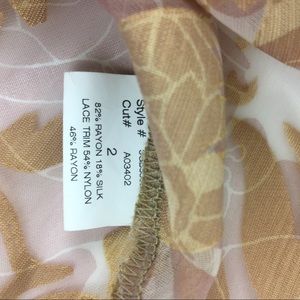 Style #
Cut# A03402
2
82% RAYON 18% SILK
LACE TRIM 54% NYLON
46% RAYON